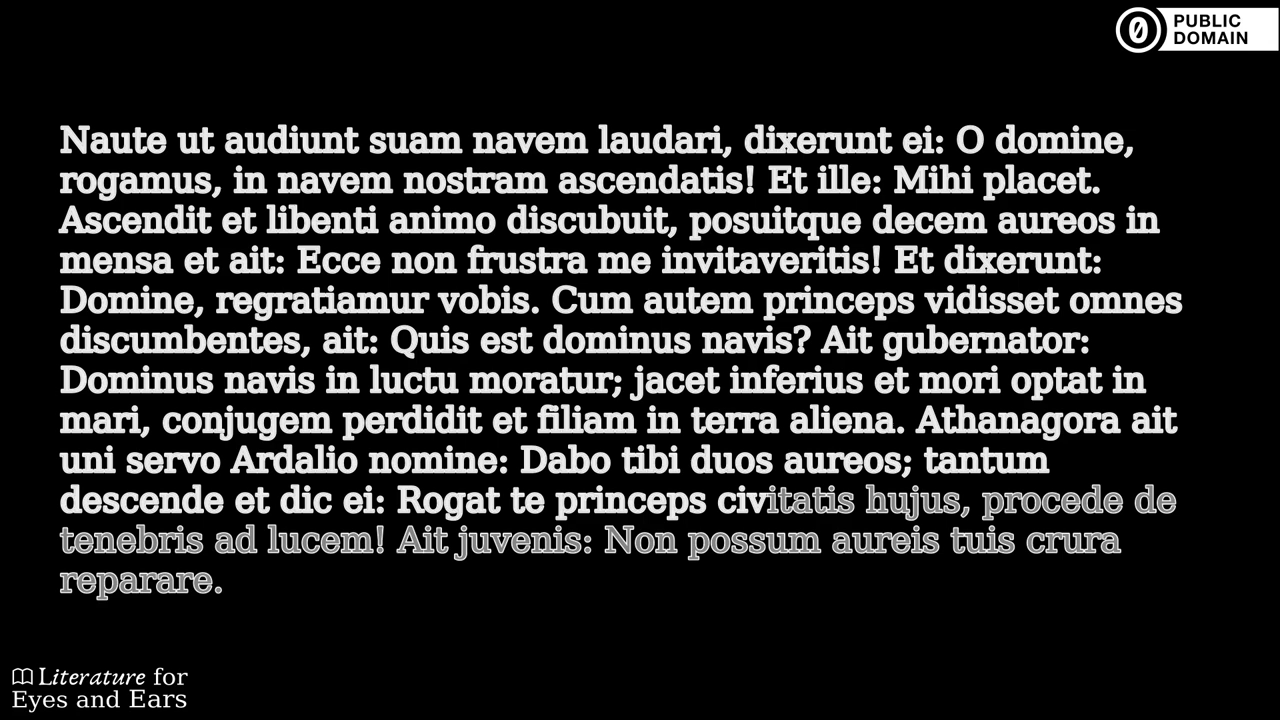 PUBLIC
DOMAIN
Naute ut audiunt suam navem laudari, dixerunt ei: O domine,
rogamus, in navem nostram ascendatis! Et ille: Mihi placet.
Ascendit et libenti animo discubuit, posuitque decem aureos in
mensa et ait: Ecce non frustra me invitaveritis! Et dixerunt:
Domine, regratiamur vobis. Cum autem princeps vidisset omnes
discumbentes, ait: Quis est dominus navis? Ait gubernator:
Dominus navis in luctu moratur; jacet inferius et mori optat in
mari, conjugem perdidit et filiam in terra aliena. Athanagora ait
uni servo Ardalio nomine: Dabo tibi duos aureos; tantum
descende et dic ei: Rogat te princeps civitatis hujus, procede de
tenebris ad lucem! Ait juvenis: Non possum aureis tuis crura
reparare.
Literature for
Eyes and Ears